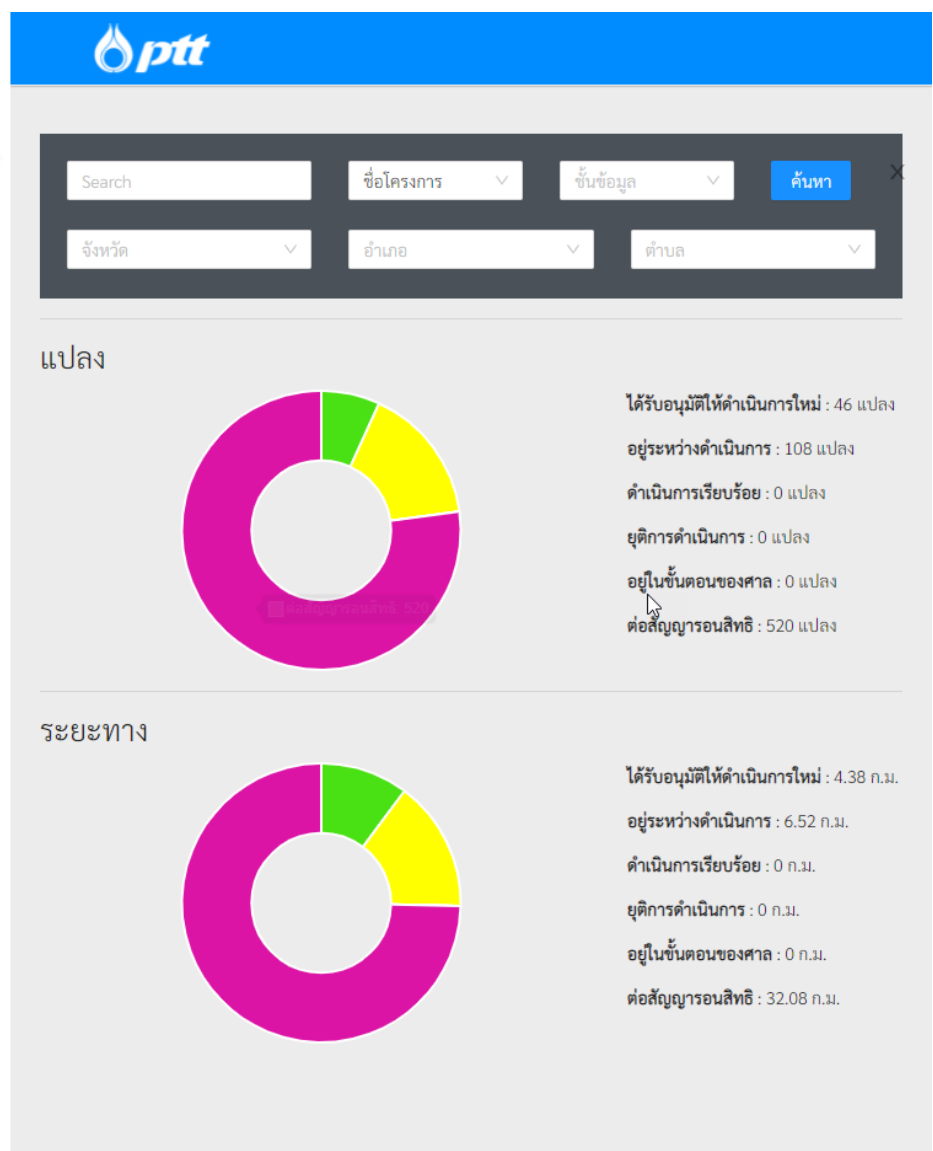 ptt
Search
ชื่อโครงการ
ชั้นข้อมูล
ค้นหา
X
จังหวัด
อำเภอ
ตำบล
แปลง
ได้รับอนุมัติให้ดำเนินการใหม่ : 46 แปลง
อยู่ระหว่างดำเนินการ : 108 แปลง
ดำเนินการเรียบร้อย : 0 แปลง
ยุติการดำเนินการ : 0 แปลง
อยู่ในขั้นตอนของศาล : 0 แปลง
ต่อสัญญารอนสิทธิ : 520 แปลง
ต่อสัญญารอนสิทธิ: 520
ระยะทาง
ได้รับอนุมัติให้ดำเนินการใหม่ : 4.38 ก.ม.
อยู่ระหว่างดำเนินการ : 6.52 ก.ม.
ดำเนินการเรียบร้อย : 0 ก.ม.
ยุติการดำเนินการ : 0 ก.ม.
อยู่ในขั้นตอนของศาล : 0 ก.ม.
ต่อสัญญารอนสิทธิ : 32.08 ก.ม.